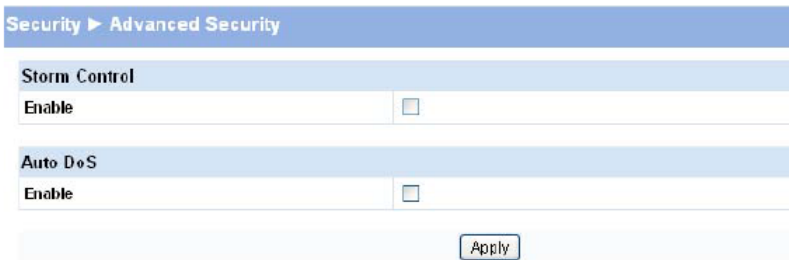 Security ► Advanced Security
Storm Control
Enable
Auto DoS
Enable
Apply